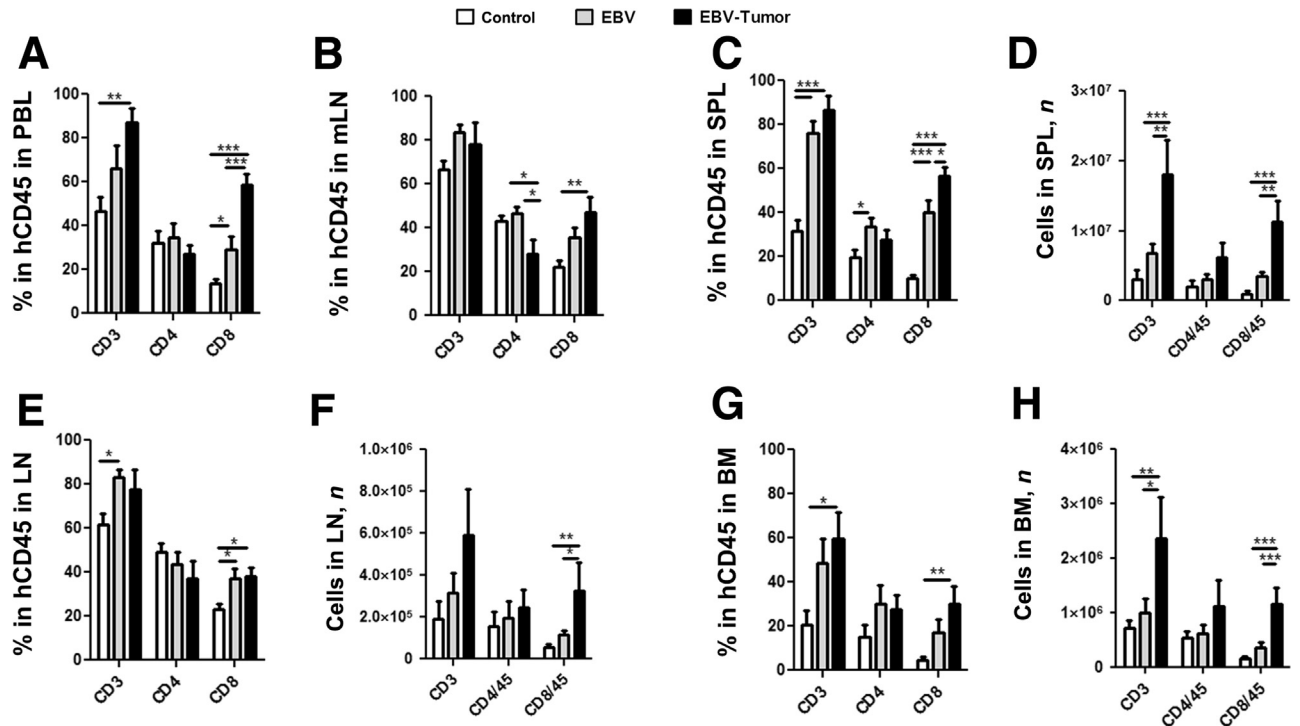 Control EBV EBV-Tumor
A
% in hCD45 in PBL
100
80
60
40
20
0
**
*
***
***
CD3 CD4 CD8
B
% in hCD45 in mLN
100
80
60
40
20
0
*
*
**
CD3 CD4 CD8
C
% in hCD45 in SPL
100
80
60
40
20
0
***
*
***
*** *
CD3 CD4 CD8
D
Cells in SPL, n
3×10⁷
2×10⁷
1×10⁷
0
***
**
***
**
CD3 CD4/45 CD8/45
E
% in hCD45 in LN
100
80
60
40
20
0
*
*
*
CD3 CD4 CD8
F
Cells in LN, n
1.0×10⁶
8.0×10⁵
6.0×10⁵
4.0×10⁵
2.0×10⁵
0
**
*
CD3 CD4/45 CD8/45
G
% in hCD45 in BM
100
80
60
40
20
0
*
**
CD3 CD4 CD8
H
Cells in BM, n
4×10⁶
3×10⁶
2×10⁶
1×10⁶
0
**
*
***
***
CD3 CD4/45 CD8/45